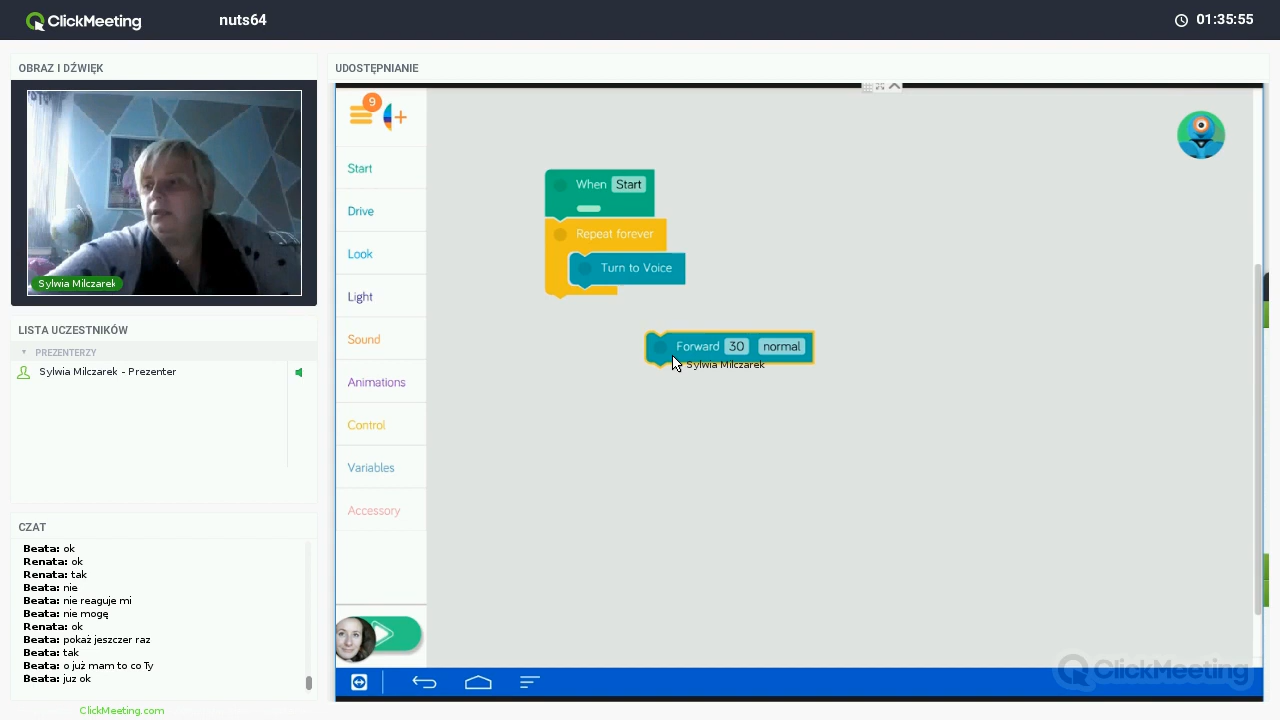 ClickMeeting
nuts64
01:35:55
OBRAZ I DŹWIĘK
Sylwia Milczarek
LISTA UCZESTNIKÓW
PREZENTERZY
Sylwia Milczarek - Prezenter
CZAT
Beata: ok
Renata: ok
Renata: tak
Beata: nie
Beata: nie reaguje mi
Beata: nie mogę
Renata: ok
Beata: pokaż jeszczer raz
Beata: tak
Beata: o już mam to co Ty
Beata: juz ok
ClickMeeting.com
UDOSTĘPNIANIE
9
Start
Drive
Look
Light
Sound
Animations
Control
Variables
Accessory
When Start
Repeat forever
Turn to Voice
Forward 30 normal
Sylwia Milczarek
ClickMeeting